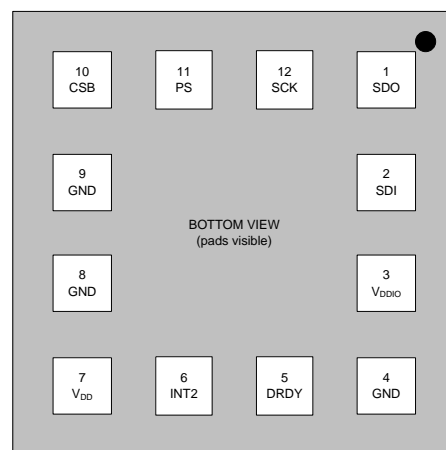 10
CSB
11
PS
12
SCK
1
SDO
9
GND
2
SDI
BOTTOM VIEW
(pads visible)
8
GND
3
VDDIO
7
VDD
6
INT2
5
DRDY
4
GND